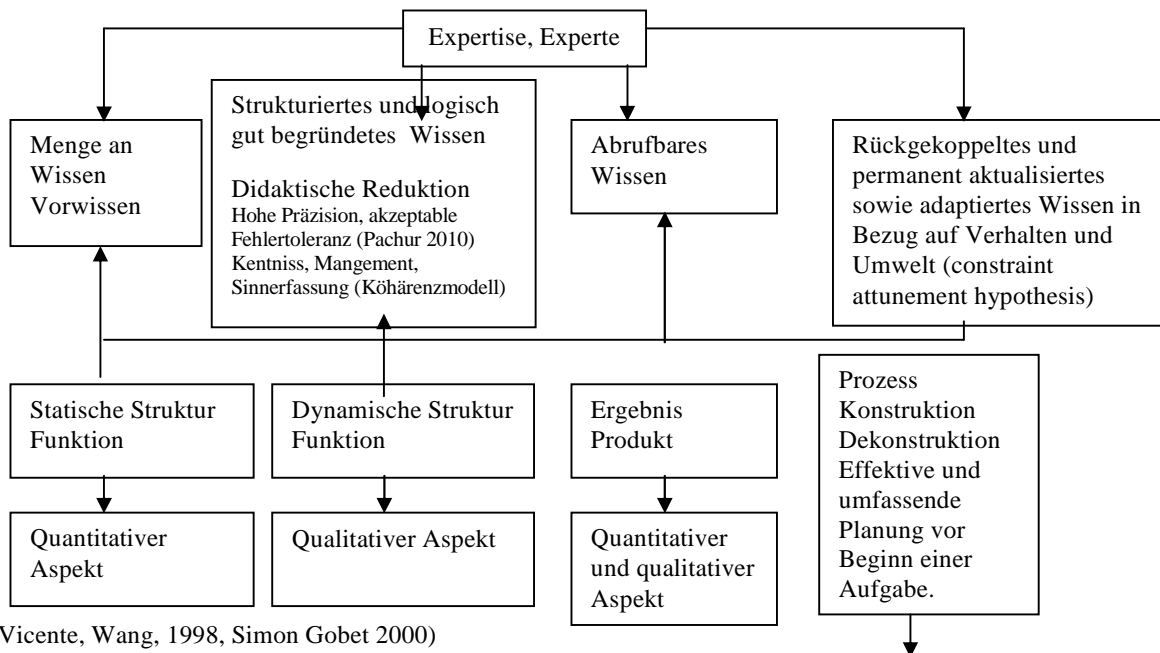 Expertise, Experte
Menge an
Wissen
Vorwissen
Strukturiertes und logisch
gut begründetes Wissen
Didaktische Reduktion
Hohe Präzision, akzeptable
Fehlertoleranz (Pachur 2010)
Kentniss, Mangement,
Sinnerfassung (Köhärenzmodell)
Abrufbares
Wissen
Rückgekoppeltes und
permanent aktualisiertes
sowie adaptiertes Wissen in
Bezug auf Verhalten und
Umwelt (constraint
attunement hypothesis)
Statische Struktur
Funktion
Dynamische Struktur
Funktion
Ergebnis
Produkt
Prozess
Konstruktion
Dekonstruktion
Effektive und
umfassende
Planung vor
Beginn einer
Aufgabe.
Quantitativer
Aspekt
Qualitativer Aspekt
Quantitativer
und qualitativer
Aspekt
Vicente, Wang, 1998, Simon Gobet 2000)